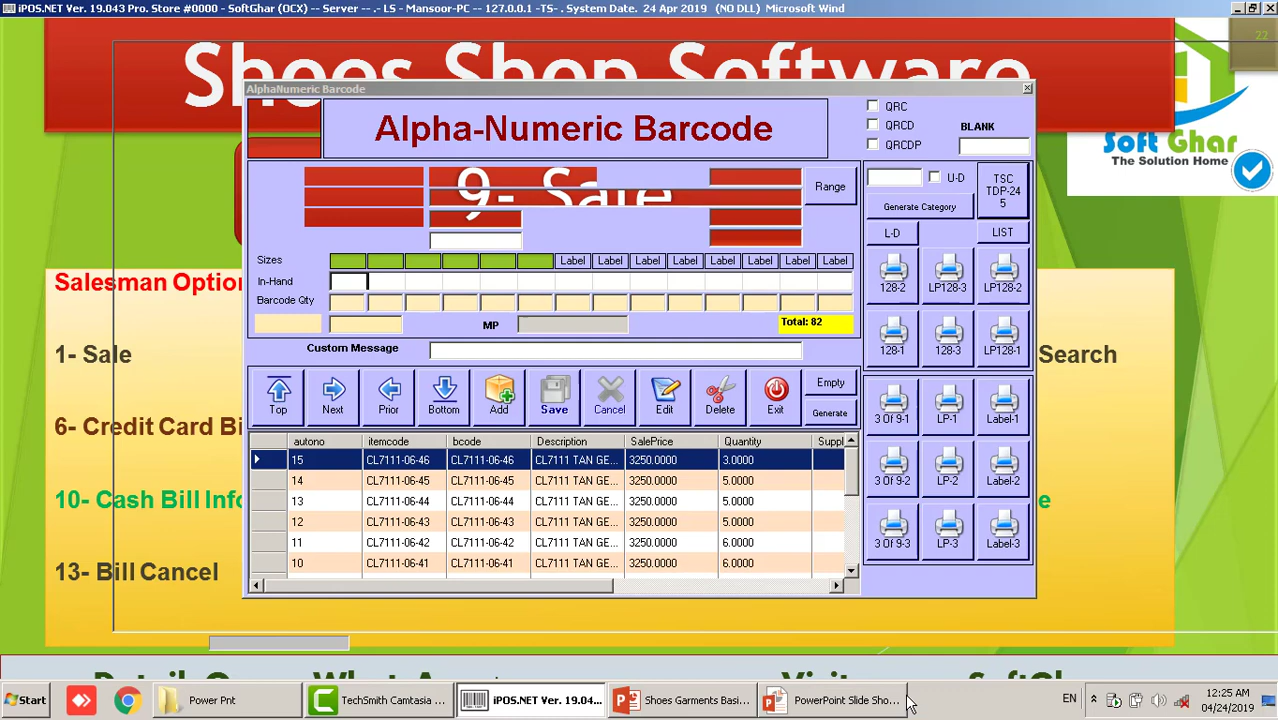 iPOS.NET Ver. 19.043 Pro. Store #0000 - SoftGhar (OCX) -- Server -- .- LS - Mansoor-PC -- 127.0.0.1 -TS- . System Date. 24 Apr 2019 (NO DLL) Microsoft Wind
22
Shoes Shop Software
AlphaNumeric Barcode
Alpha-Numeric Barcode
QRC
QRCD
QRCDP
BLANK
Soft Ghar
The Solution Home
9- Sale
Range
U-D
TSC TDP-24 5
Generate Category
L-D
LIST
Sizes
Label Label Label Label Label Label Label Label
Salesman Option
In-Hand
128-2
LP128-3
LP128-2
Barcode Qty
MP
Total: 82
128-1
128-3
LP128-1
Custom Message
1- Sale
Search
Top
Next
Prior
Bottom
Add
Save
Cancel
Edit
Delete
Exit
Empty
Generate
3 Of 9-1
LP-1
Label-1
6- Credit Card Bi
autono itemcode bcode Description SalePrice Quantity Suppl
15 CL7111-06-46 CL7111-06-46 CL7111 TAN GE... 3250.0000 3.0000
14 CL7111-06-45 CL7111-06-45 CL7111 TAN GE... 3250.0000 5.0000
3 Of 9-2
LP-2
Label-2
10- Cash Bill Info
13 CL7111-06-44 CL7111-06-44 CL7111 TAN GE... 3250.0000 5.0000
e
12 CL7111-06-43 CL7111-06-43 CL7111 TAN GE... 3250.0000 5.0000
11 CL7111-06-42 CL7111-06-42 CL7111 TAN GE... 3250.0000 6.0000
3 Of 9-3
LP-3
Label-3
10 CL7111-06-41 CL7111-06-41 CL7111 TAN GE... 3250.0000 6.0000
13- Bill Cancel
Start
Power Pnt
TechSmith Camtasia ...
iPOS.NET Ver. 19.04...
Shoes Garments Basi...
PowerPoint Slide Sho...
EN
12:25 AM
04/24/2019